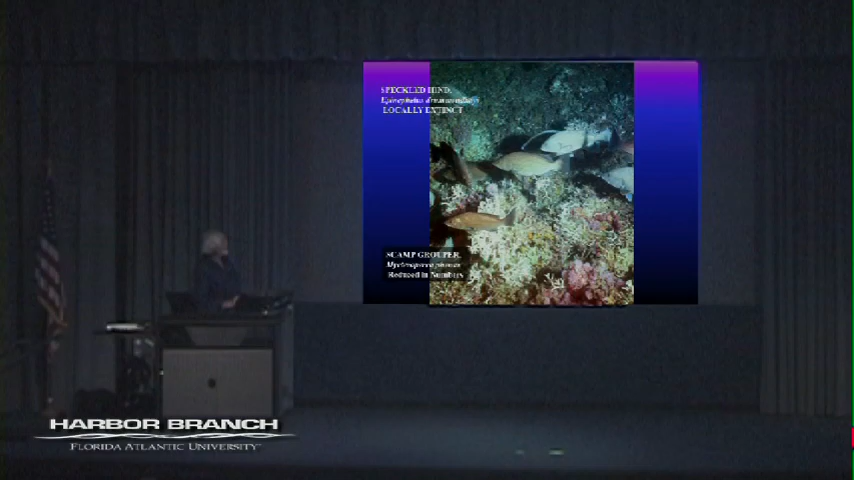 SPECKLED HIND,
LOCALLY EXTINCT
SCAMP GROUPER,
Reduced in Numbers
HARBOR BRANCH
FLORIDA ATLANTIC UNIVERSITY